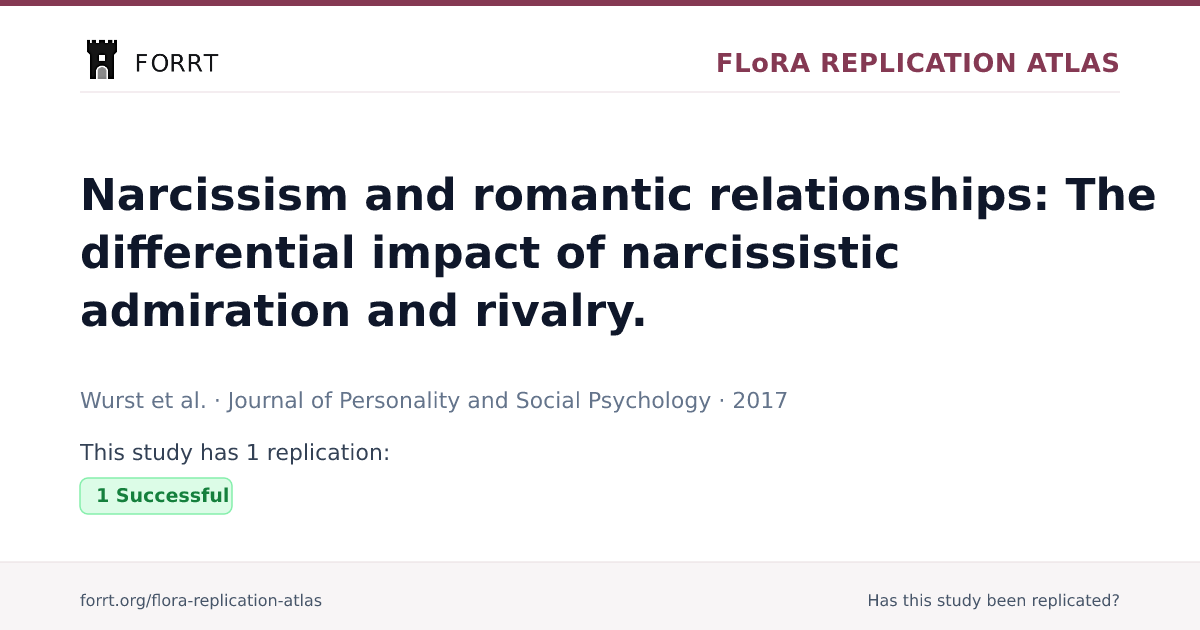 FORRT
FLoRA REPLICATION ATLAS
Narcissism and romantic relationships: The
differential impact of narcissistic
admiration and rivalry.
Wurst et al. · Journal of Personality and Social Psychology · 2017
This study has 1 replication:
1 Successful
forrt.org/flora-replication-atlas
Has this study been replicated?